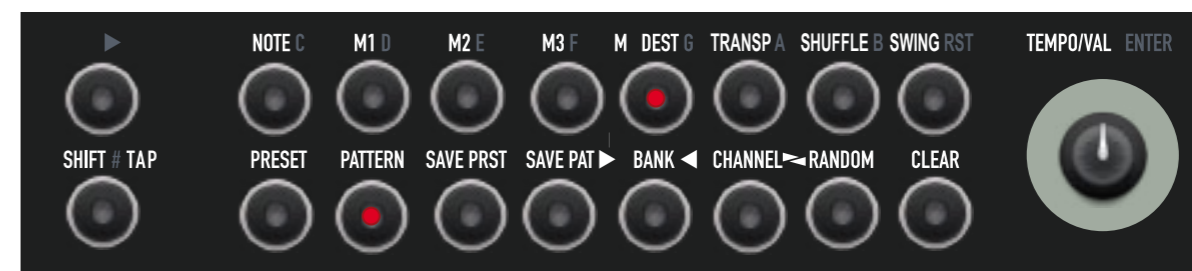 ▶ NOTE C M1 D M2 E M3 F M DEST G TRANSP A SHUFFLE B SWING RST TEMPO/VAL ENTER
SHIFT # TAP PRESET PATTERN SAVE PRST SAVE PAT ▶ BANK ◀ CHANNEL RANDOM CLEAR